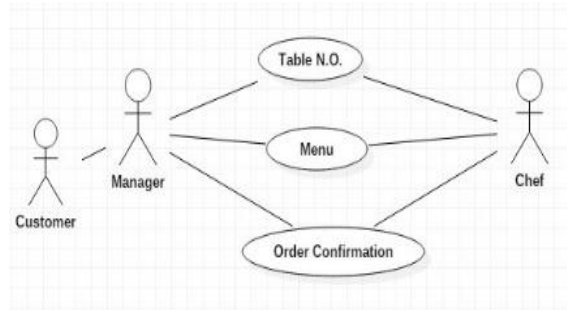 Table N.O.
Manager
Menu
Chef
Customer
Order Confirmation